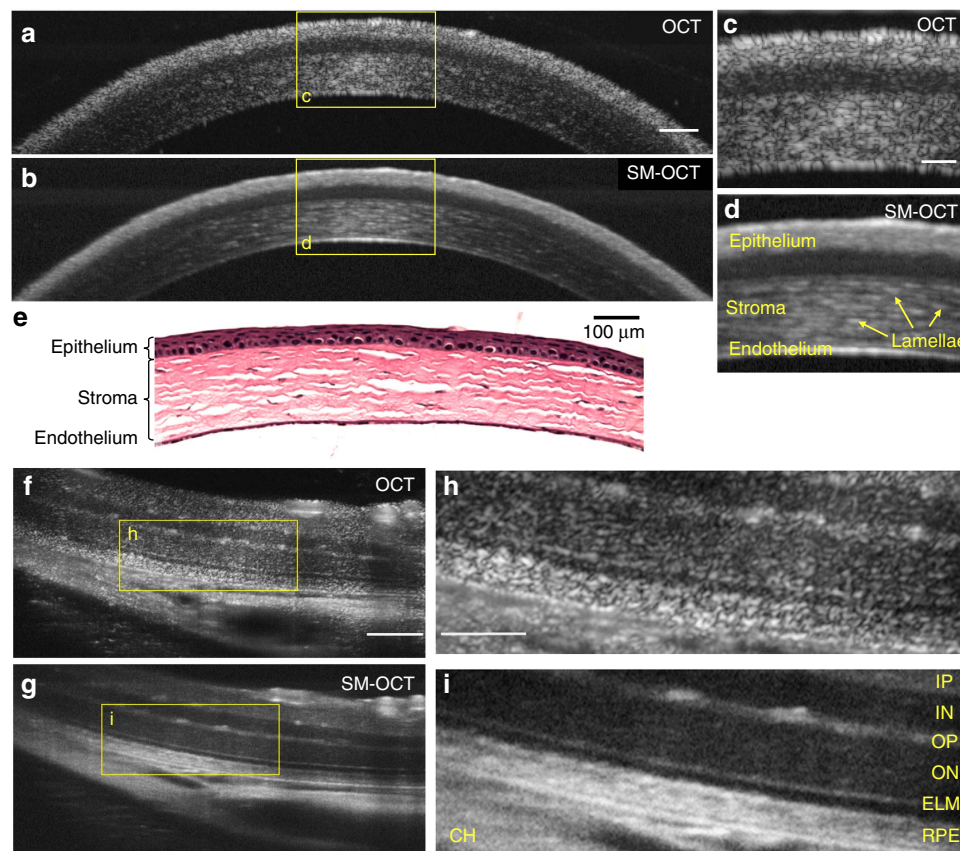 a
OCT
c
b
SM-OCT
d
c
OCT
d
SM-OCT
Epithelium
Stroma
Lamellae
Endothelium
e
100 μm
Epithelium
Stroma
Endothelium
f
OCT
h
g
SM-OCT
i
h
i
IP
IN
OP
ON
ELM
RPE
CH